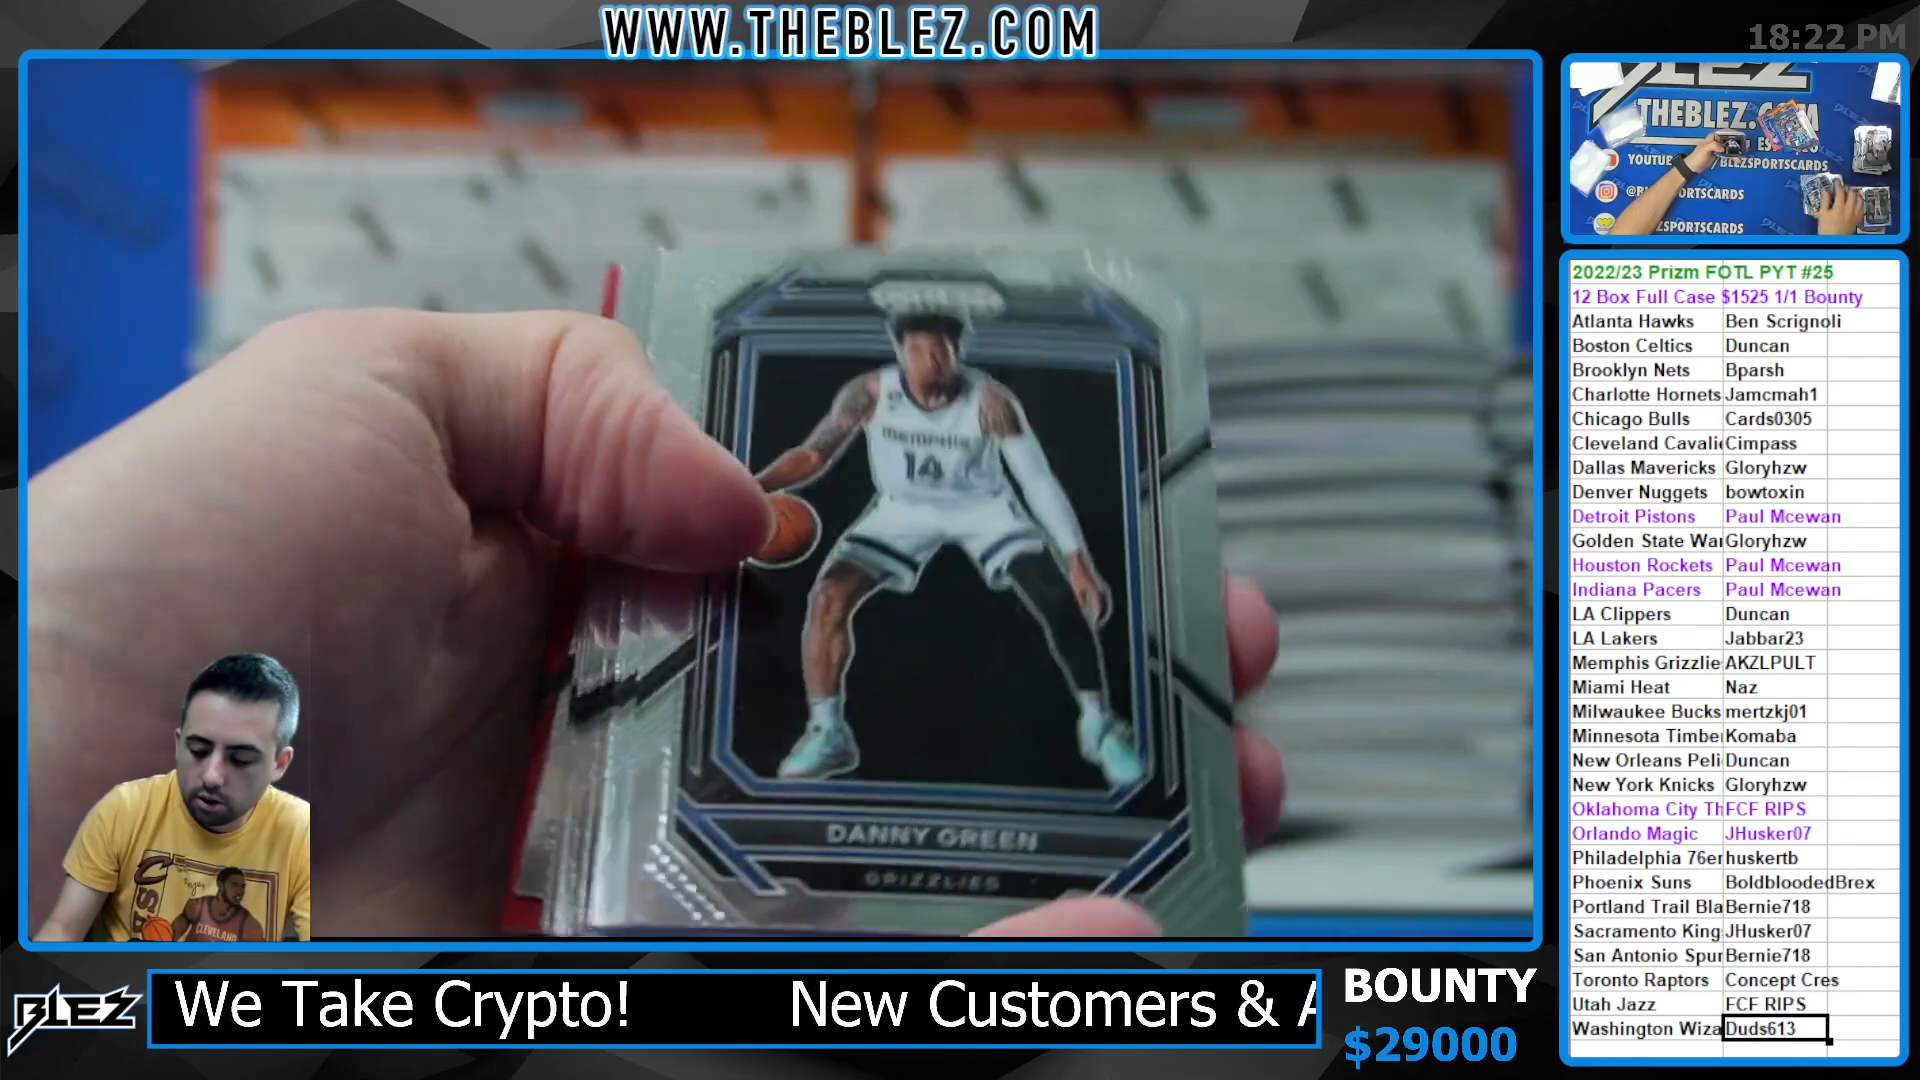 WWW.THEBLEZ.COM
18:22 PM
BLEZ
THEBLEZ.COM
YOUTUBE
/BLEZSPORTSCARDS
2022/23 Prizm FOTL PYT #25
12 Box Full Case $1525 1/1 Bounty
Atlanta Hawks Ben Scrignoli
Boston Celtics Duncan
Brooklyn Nets Bparsh
Charlotte Hornets Jamcmah1
Chicago Bulls Cards0305
Cleveland Cavalie Cimpass
Dallas Mavericks Gloryhzw
Denver Nuggets bowtoxin
Detroit Pistons Paul Mcewan
Golden State War Gloryhzw
Houston Rockets Paul Mcewan
Indiana Pacers Paul Mcewan
LA Clippers Duncan
LA Lakers Jabbar23
Memphis Grizzlie AKZLPULT
Miami Heat Naz
Milwaukee Bucks mertzkj01
Minnesota Timber Komaba
New Orleans Peli Duncan
New York Knicks Gloryhzw
Oklahoma City Th FCF RIPS
Orlando Magic JHusker07
Philadelphia 76er huskertb
Phoenix Suns BoldbloodedBrex
Portland Trail Bla Bernie718
Sacramento King JHusker07
San Antonio Spur Bernie718
Toronto Raptors Concept Cres
Utah Jazz FCF RIPS
Washington Wiza Duds613
MEMPHIS
14
DANNY GREEN
GRIZZLIES
CLEVELAND
BLEZ
We Take Crypto! New Customers & A
BOUNTY
$29000